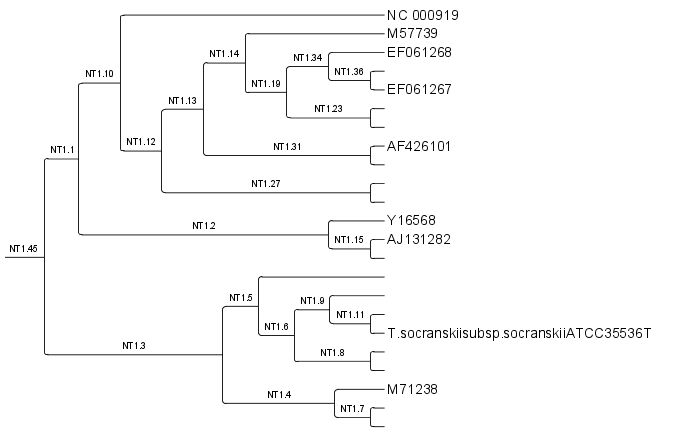 NC 000919
M57739
NT1.14
NT1.34
EF061268
NT1.10
NT1.36
NT1.19
EF061267
NT1.13
NT1.23
NT1.12
NT1.31
AF426101
NT1.1
NT1.27
NT1.2
Y16568
NT1.15
AJ131282
NT1.45
NT1.5
NT1.9
NT1.11
NT1.6
T.socranskiisubsp.socranskiiATCC35536T
NT1.3
NT1.8
NT1.4
M71238
NT1.7